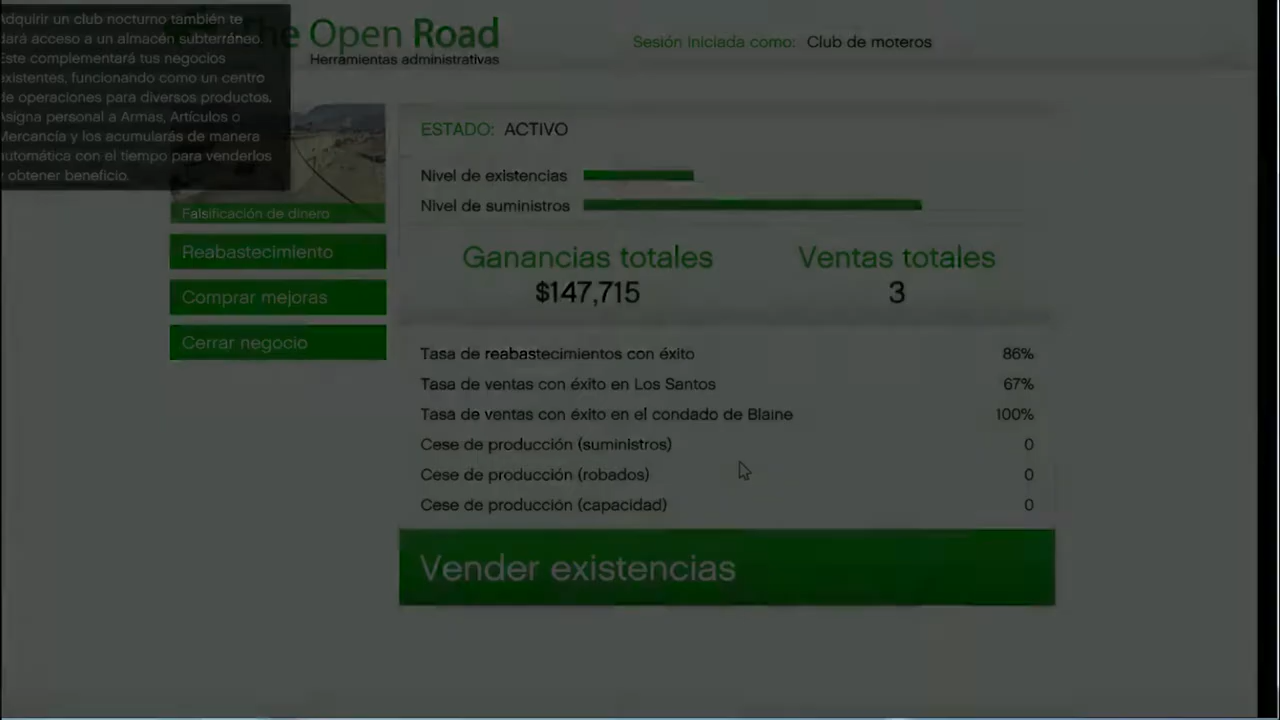 Adquirir un club nocturno también te
dará acceso a un almacén subterráneo.
Este complementará tus negocios
existentes, funcionando como un centro
de operaciones para diversos productos.
Asigna personal a Armas, Artículos o
Mercancía y los acumularás de manera
automática con el tiempo para venderlos
y obtener beneficio.
The Open Road
Herramientas administrativas
Sesión iniciada como: Club de moteros
Falsificación de dinero
Reabastecimiento
Comprar mejoras
Cerrar negocio
ESTADO: ACTIVO
Nivel de existencias
Nivel de suministros
Ganancias totales
$147,715
Ventas totales
3
Tasa de reabastecimientos con éxito 86%
Tasa de ventas con éxito en Los Santos 67%
Tasa de ventas con éxito en el condado de Blaine 100%
Cese de producción (suministros) 0
Cese de producción (robados) 0
Cese de producción (capacidad) 0
Vender existencias